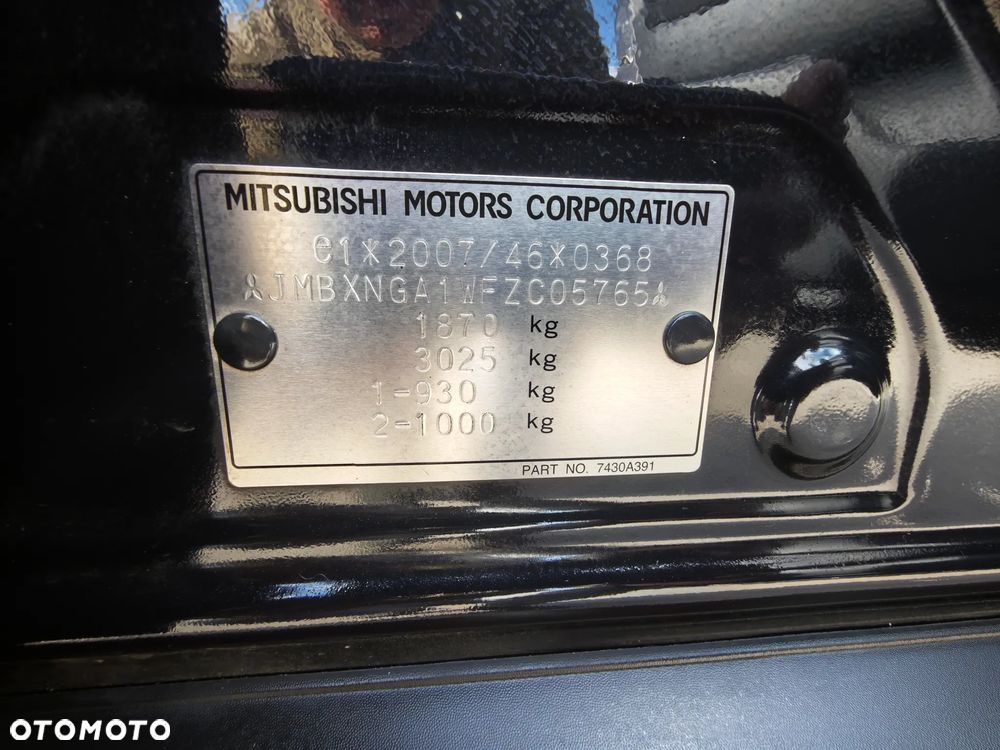 MITSUBISHI MOTORS CORPORATION
e1*2007/46*0368
JMBXNGA1WFZC05765
1870 kg
3025 kg
1-930 kg
2-1000 kg
PART NO. 7430A391
OTOMOTO